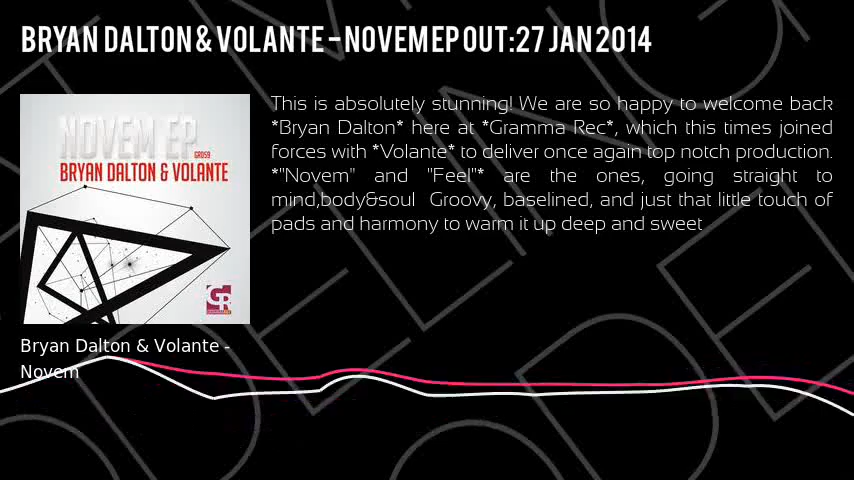 BRYAN DALTON & VOLANTE - NOVEM EP OUT:27 JAN 2014
NOVEM EP
GR059
BRYAN DALTON & VOLANTE
GR
This is absolutely stunning! We are so happy to welcome back
*Bryan Dalton* here at *Gramma Rec*, which this times joined
forces with *Volante* to deliver once again top notch production.
*"Novem" and "Feel"* are the ones, going straight to
mind,body&soul Groovy, baselined, and just that little touch of
pads and harmony to warm it up deep and sweet
Bryan Dalton & Volante -
Novem